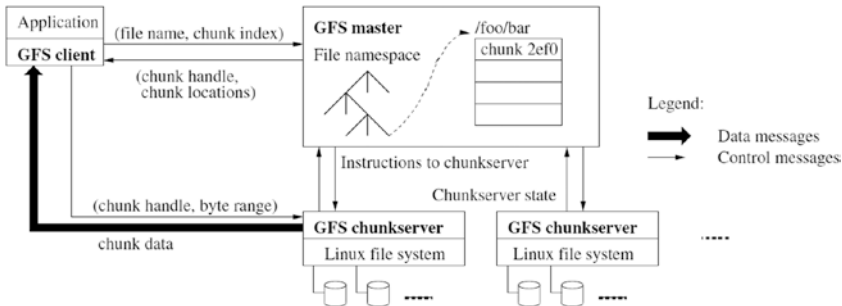 Application
GFS client
(file name, chunk index)
(chunk handle,
chunk locations)
GFS master
File namespace
/foo/bar
chunk 2ef0
Legend:
Data messages
Control messages
Instructions to chunkserver
Chunkserver state
(chunk handle, byte range)
chunk data
GFS chunkserver
Linux file system
GFS chunkserver
Linux file system